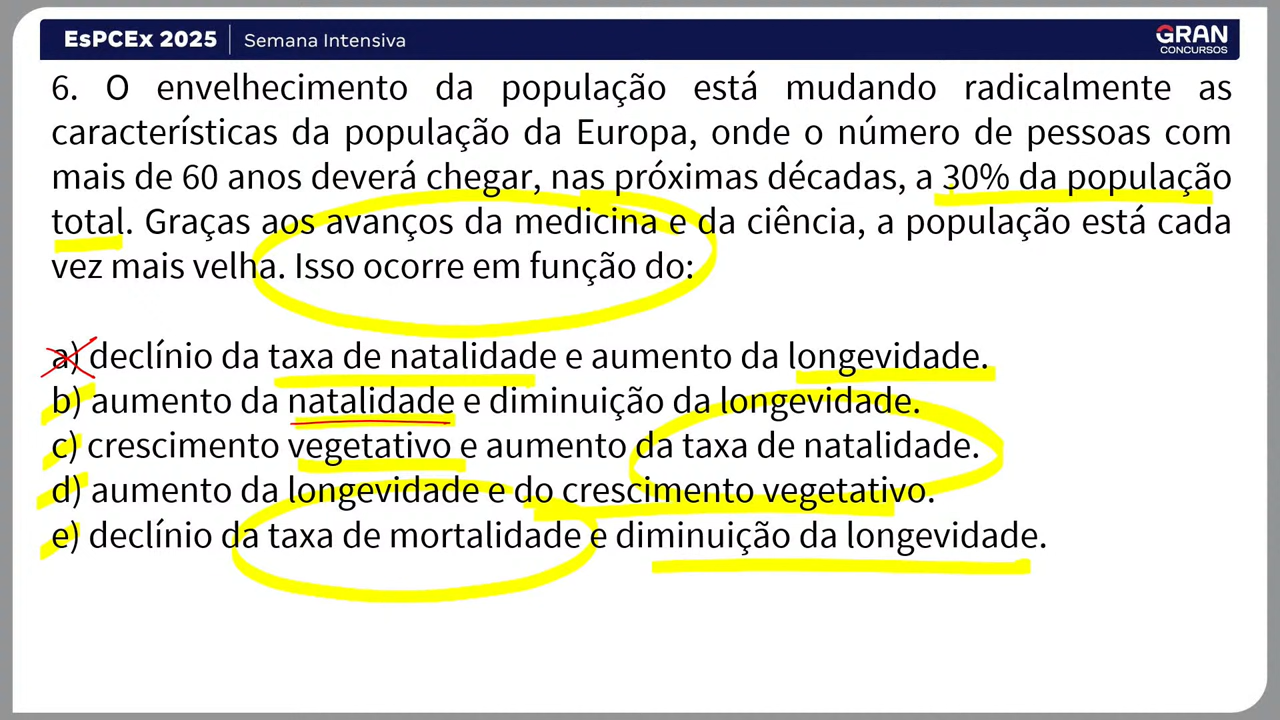 EsPCEx 2025 | Semana Intensiva
GRAN
CONCURSOS
6. O envelhecimento da população está mudando radicalmente as
características da população da Europa, onde o número de pessoas com
mais de 60 anos deverá chegar, nas próximas décadas, a 30% da população
total. Graças aos avanços da medicina e da ciência, a população está cada
vez mais velha. Isso ocorre em função do:
a) declínio da taxa de natalidade e aumento da longevidade.
b) aumento da natalidade e diminuição da longevidade.
c) crescimento vegetativo e aumento da taxa de natalidade.
d) aumento da longevidade e do crescimento vegetativo.
e) declínio da taxa de mortalidade e diminuição da longevidade.